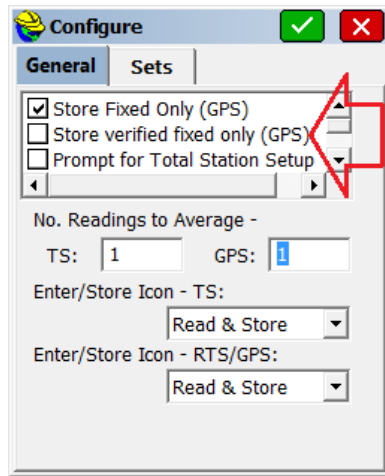 Configure
General Sets
Store Fixed Only (GPS)
Store verified fixed only (GPS)
Prompt for Total Station Setup
No. Readings to Average -
TS: 1 GPS: 1
Enter/Store Icon - TS:
Read & Store
Enter/Store Icon - RTS/GPS:
Read & Store